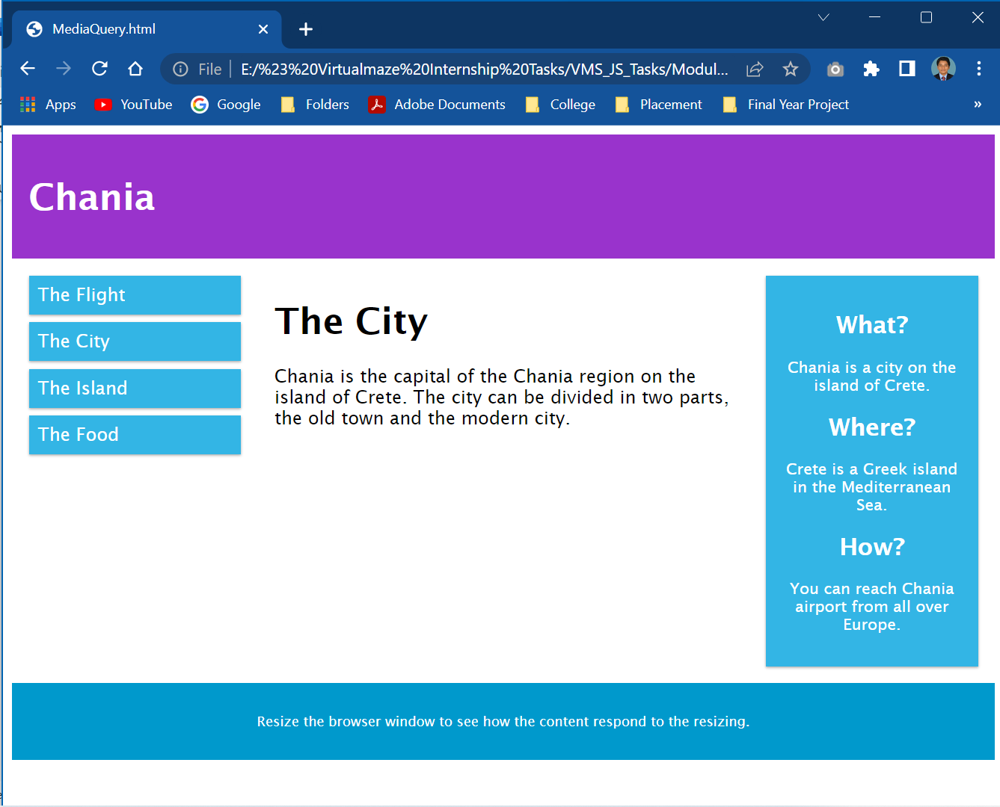 MediaQuery.html
File E:/%23%20Virtualmaze%20Internship%20Tasks/VMS_JS_Tasks/Modul...
Apps YouTube Google Folders Adobe Documents College Placement Final Year Project »
Chania
The Flight
The City
The Island
The Food
The City
Chania is the capital of the Chania region on the
island of Crete. The city can be divided in two parts,
the old town and the modern city.
What?
Chania is a city on the
island of Crete.
Where?
Crete is a Greek island
in the Mediterranean
Sea.
How?
You can reach Chania
airport from all over
Europe.
Resize the browser window to see how the content respond to the resizing.